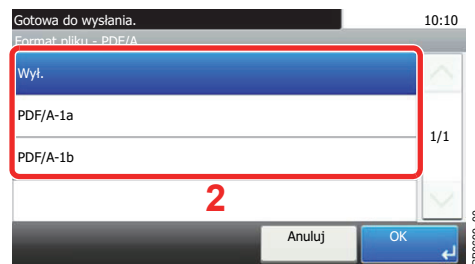 Gotowa do wysłania. 10:10
Format pliku - PDF/A
Wył.
PDF/A-1a
1/1
PDF/A-1b
2
Anuluj OK